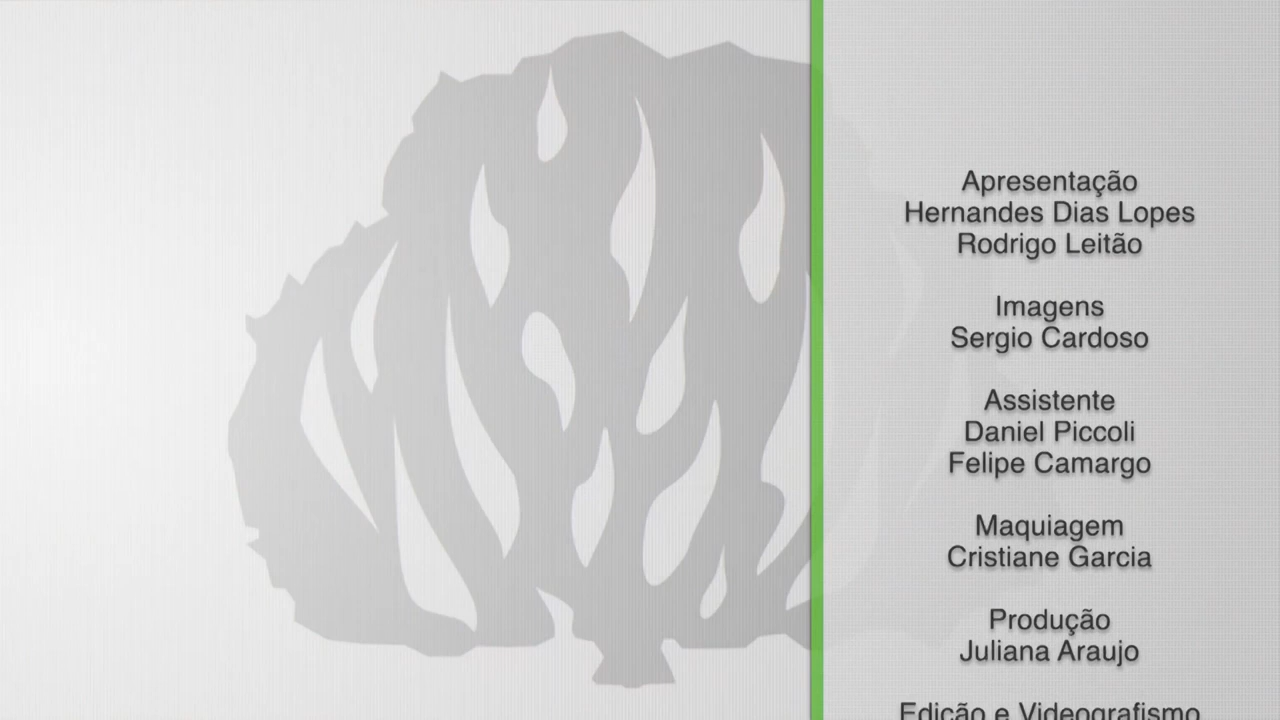 Apresentação
Hernandes Dias Lopes
Rodrigo Leitão
Imagens
Sergio Cardoso
Assistente
Daniel Piccoli
Felipe Camargo
Maquiagem
Cristiane Garcia
Produção
Juliana Araujo
Edição e Videografismo